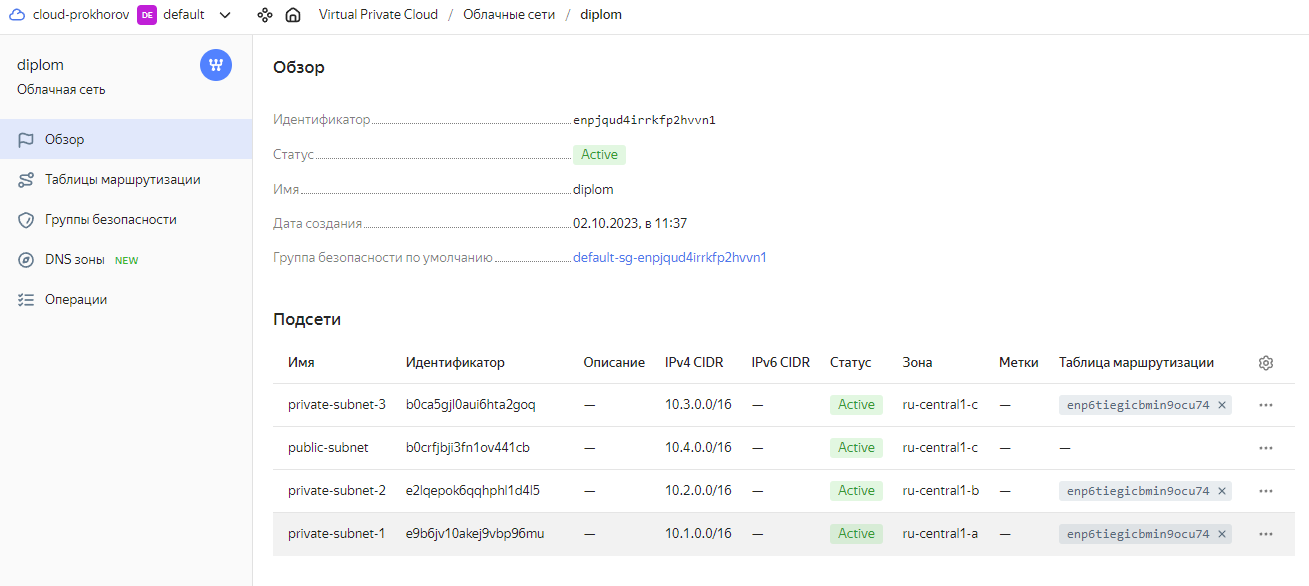 cloud-prokhorov DE default Virtual Private Cloud / Облачные сети / diplom
diplom
Облачная сеть
Обзор
Таблицы маршрутизации
Группы безопасности
DNS зоны NEW
Операции
Обзор
Идентификатор enpjqud4irrkfp2hvvn1
Статус Active
Имя diplom
Дата создания 02.10.2023, в 11:37
Группа безопасности по умолчанию default-sg-enpjqud4irrkfp2hvvn1
Подсети
Имя Идентификатор Описание IPv4 CIDR IPv6 CIDR Статус Зона Метки Таблица маршрутизации
private-subnet-3 b0ca5gjl0aui6hta2goq — 10.3.0.0/16 — Active ru-central1-c — enp6tiegicbmin9ocu74 ×
public-subnet b0crfjbji3fn1ov441cb — 10.4.0.0/16 — Active ru-central1-c — —
private-subnet-2 e2lqepok6qqhphl1d4l5 — 10.2.0.0/16 — Active ru-central1-b — enp6tiegicbmin9ocu74 ×
private-subnet-1 e9b6jv10akej9vbp96mu — 10.1.0.0/16 — Active ru-central1-a — enp6tiegicbmin9ocu74 ×